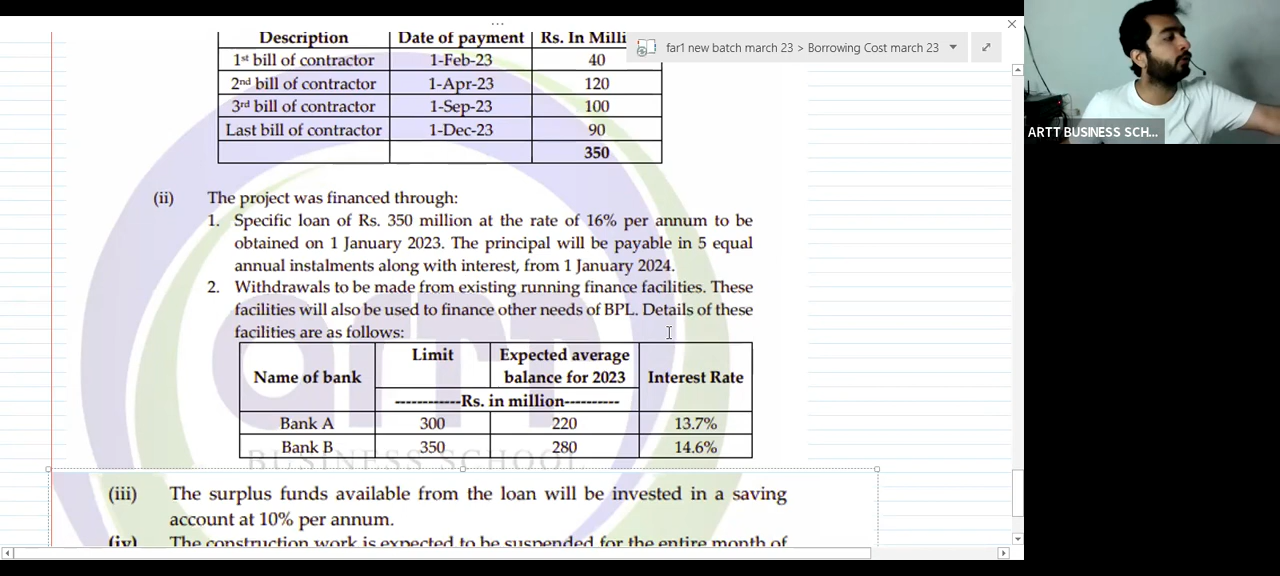 ...
far1 new batch march 23 > Borrowing Cost march 23
Description Date of payment Rs. In Milli
1st bill of contractor 1-Feb-23 40
2nd bill of contractor 1-Apr-23 120
3rd bill of contractor 1-Sep-23 100
Last bill of contractor 1-Dec-23 90
350
ARTT BUSINESS SCH...
(ii) The project was financed through:
1. Specific loan of Rs. 350 million at the rate of 16% per annum to be
obtained on 1 January 2023. The principal will be payable in 5 equal
annual instalments along with interest, from 1 January 2024.
2. Withdrawals to be made from existing running finance facilities. These
facilities will also be used to finance other needs of BPL. Details of these
facilities are as follows:
Name of bank Limit Expected average balance for 2023 Interest Rate
------------Rs. in million----------
Bank A 300 220 13.7%
Bank B 350 280 14.6%
artt
BUSINESS SCHOOL
(iii) The surplus funds available from the loan will be invested in a saving
account at 10% per annum.
(iv) The construction work is expected to be suspended for the entire month of